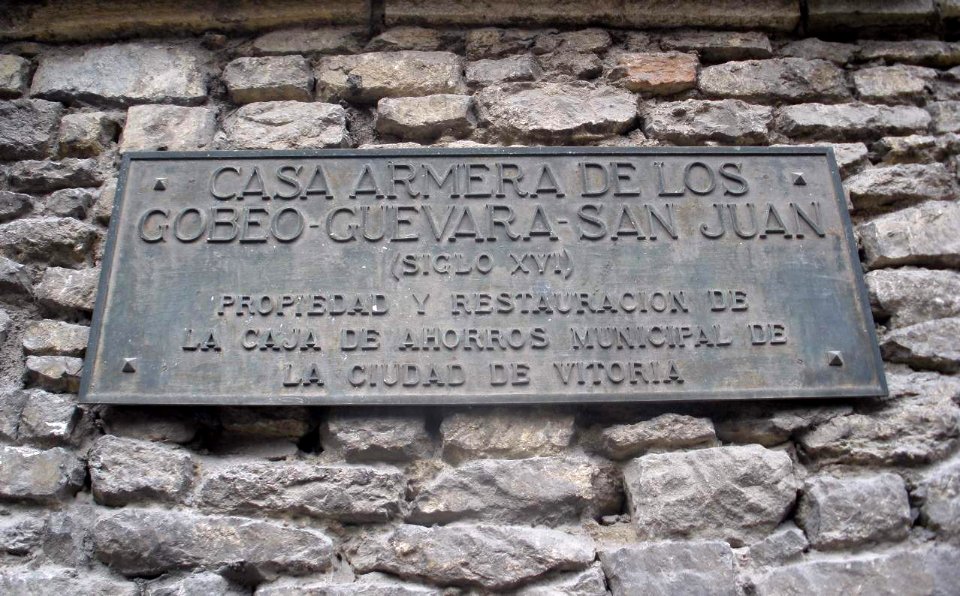 CASA ARMERA DE LOS
GOBEO-GUEVARA-SAN JUAN
(SIGLO XVI)
PROPIEDAD Y RESTAURACION DE
LA CAJA DE AHORROS MUNICIPAL DE
LA CIUDAD DE VITORIA